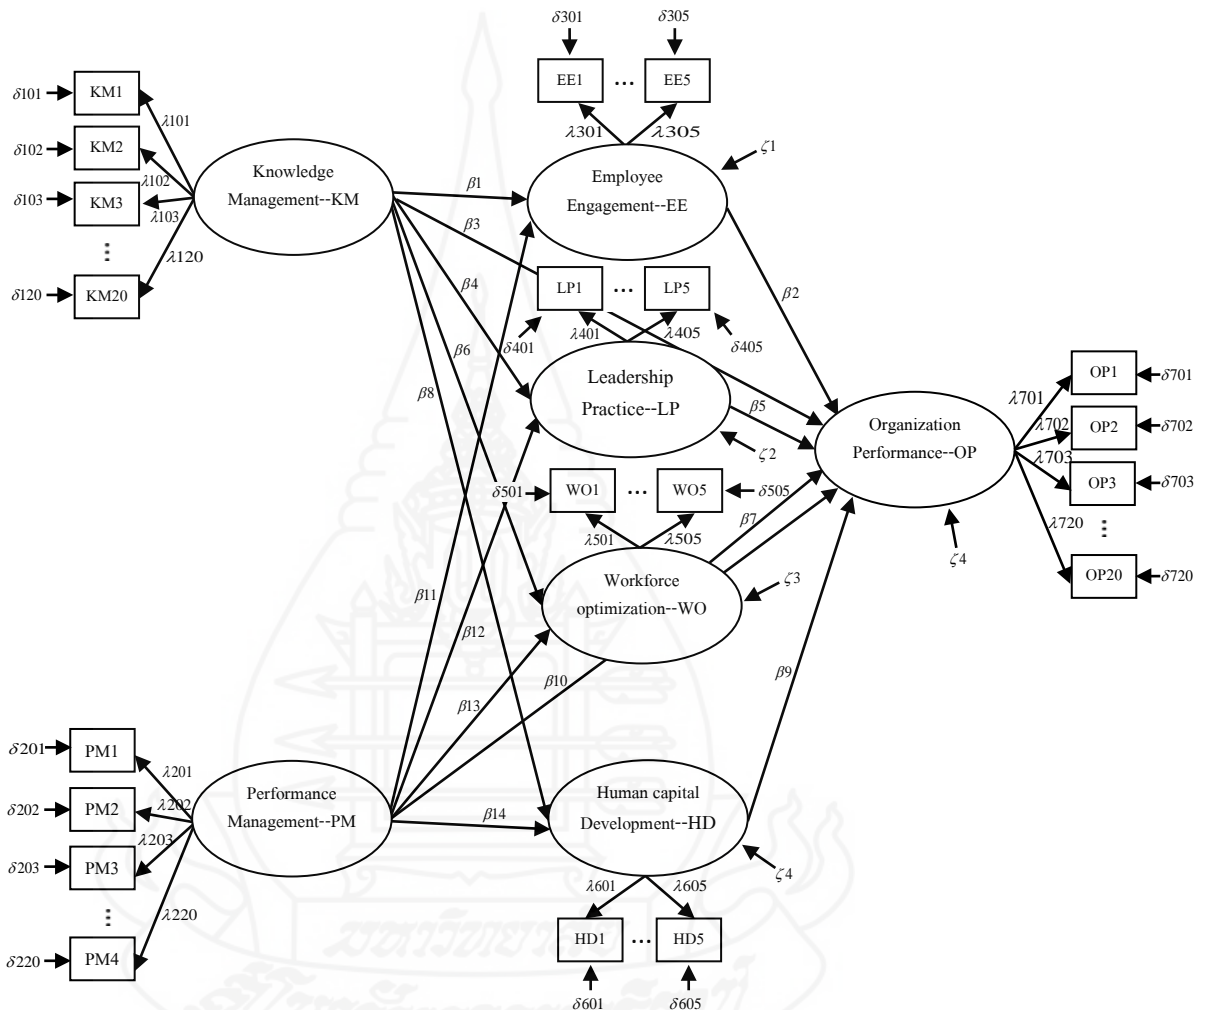 δ301
δ305
EE1
...
EE5
λ301
λ305
ζ1
Employee
Engagement--EE
δ101
KM1
λ101
δ102
KM2
λ102
δ103
KM3
λ103
...
λ120
δ120
KM20
Knowledge
Management--KM
β1
β3
β4
β6
β8
β2
LP1
...
LP5
δ401
λ401
λ405
δ405
Leadership
Practice--LP
β5
ζ2
δ501
WO1
...
WO5
δ505
λ501
λ505
β7
Workforce
optimization--WO
ζ3
Organization
Performance--OP
ζ4
λ701
OP1
δ701
λ702
OP2
δ702
λ703
OP3
δ703
...
λ720
OP20
δ720
β11
β12
β13
β10
β14
β9
δ201
PM1
λ201
δ202
PM2
λ202
δ203
PM3
λ203
...
λ220
δ220
PM4
Performance
Management--PM
Human capital
Development--HD
ζ4
λ601
λ605
HD1
...
HD5
δ601
δ605